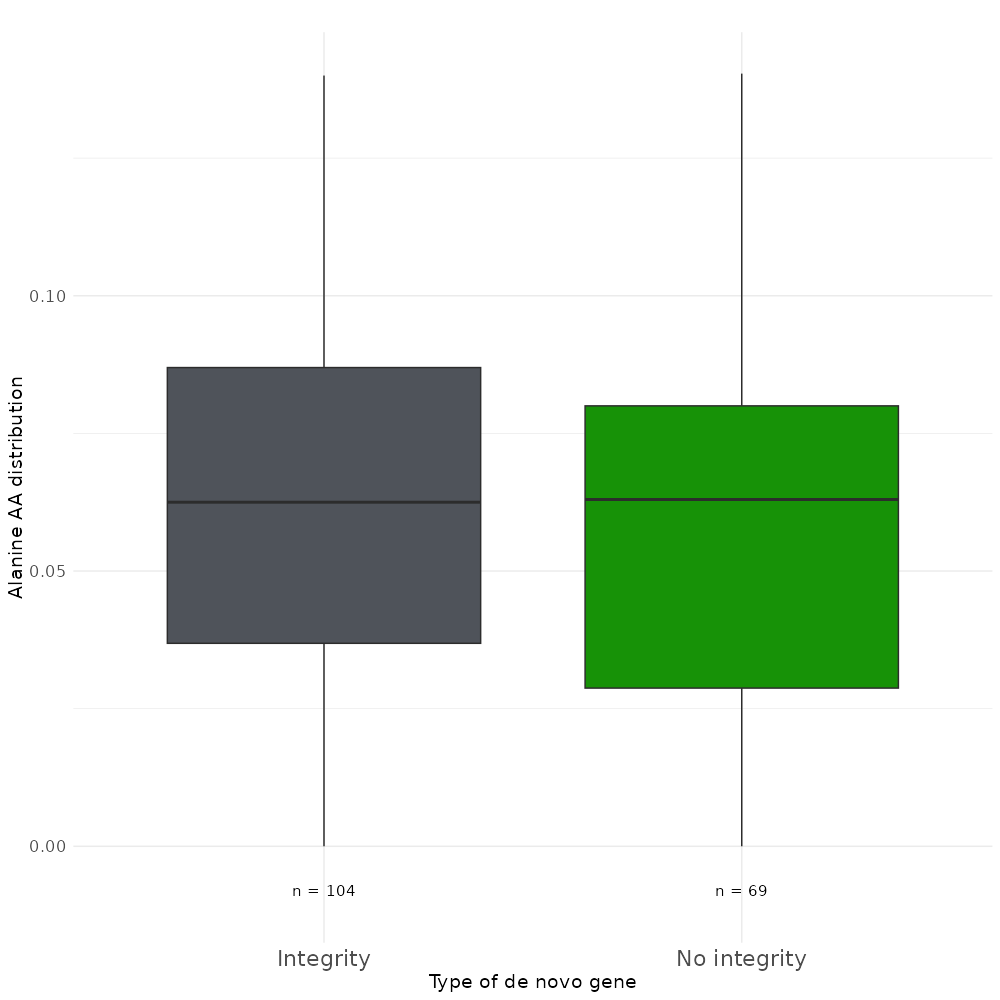 Alanine AA distribution
0.10
0.05
0.00
n = 104
n = 69
Integrity
No integrity
Type of de novo gene